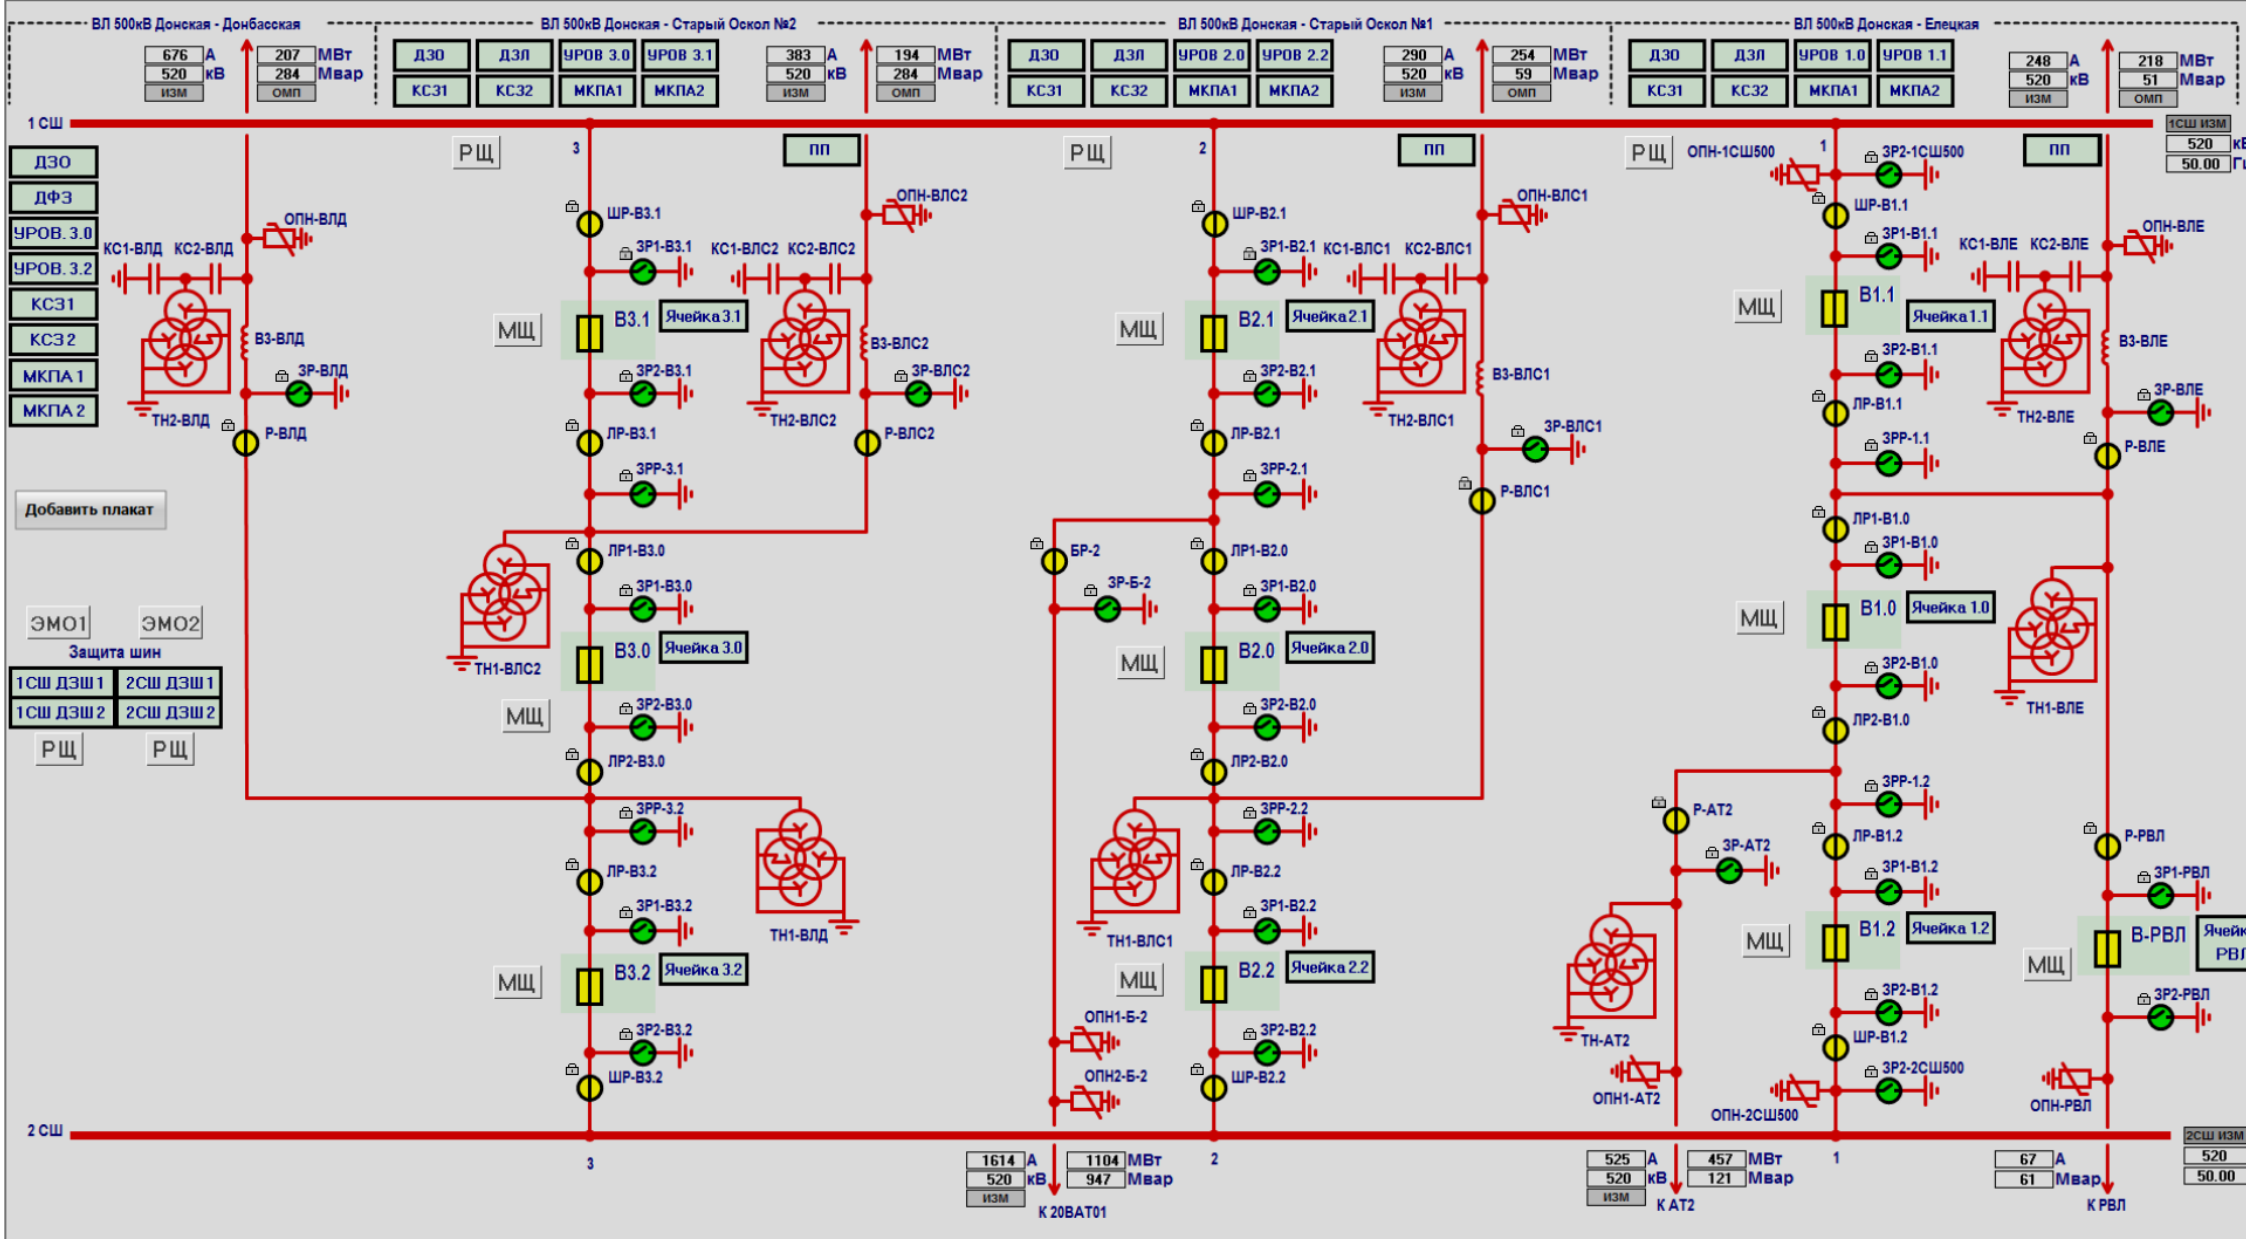 ВЛ 500кВ Донская - Донбасская
ВЛ 500кВ Донская - Старый Оскол №2
ВЛ 500кВ Донская - Старый Оскол №1
ВЛ 500кВ Донская - Елецкая
676 А 207 МВт
520 кВ 284 Мвар
ИЗМ ОМП
ДЗО ДЗЛ УРОВ 3.0 УРОВ 3.1
КСЗ1 КСЗ2 МКПА1 МКПА2
383 А 194 МВт
520 кВ 284 Мвар
ИЗМ ОМП
ДЗО ДЗЛ УРОВ 2.0 УРОВ 2.2
КСЗ1 КСЗ2 МКПА1 МКПА2
290 А 254 МВт
520 кВ 59 Мвар
ИЗМ ОМП
ДЗО ДЗЛ УРОВ 1.0 УРОВ 1.1
КСЗ1 КСЗ2 МКПА1 МКПА2
248 А 218 МВт
520 кВ 51 Мвар
ИЗМ ОМП
1 СШ
1СШ ИЗМ
520
50.00
ДЗО
ДФЗ
УРОВ. 3.0
УРОВ. 3.2
КСЗ1
КСЗ 2
МКПА 1
МКПА 2
Добавить плакат
ЭМО1 ЭМО2
Защита шин
1СШ ДЗШ 1 2СШ ДЗШ 1
1СШ ДЗШ 2 2СШ ДЗШ 2
РЩ РЩ
ОПН-ВЛД
КС1-ВЛД КС2-ВЛД
ВЗ-ВЛД
ЗР-ВЛД
ТН2-ВЛД
Р-ВЛД
РЩ
3
ПП
ШР-В3.1
ЗР1-В3.1
МЩ
В3.1
Ячейка 3.1
ЗР2-В3.1
ЛР-В3.1
ЗРР-3.1
ЛР1-В3.0
ЗР1-В3.0
В3.0
Ячейка 3.0
МЩ
ЗР2-В3.0
ЛР2-В3.0
ЗРР-3.2
ЛР-В3.2
ЗР1-В3.2
МЩ
В3.2
Ячейка 3.2
ЗР2-В3.2
ШР-В3.2
3
ОПН-ВЛС2
КС1-ВЛС2 КС2-ВЛС2
ВЗ-ВЛС2
ЗР-ВЛС2
ТН2-ВЛС2
Р-ВЛС2
ТН1-ВЛС2
ТН1-ВЛД
РЩ
2
ПП
ШР-В2.1
ЗР1-В2.1
МЩ
В2.1
Ячейка 2.1
ЗР2-В2.1
ЛР-В2.1
ЗРР-2.1
БР-2
ЗР-Б-2
ЛР1-В2.0
ЗР1-В2.0
МЩ
В2.0
Ячейка 2.0
ЗР2-В2.0
ЛР2-В2.0
ЗРР-2.2
ЛР-В2.2
ЗР1-В2.2
МЩ
В2.2
Ячейка 2.2
ЗР2-В2.2
ШР-В2.2
2
ТН1-ВЛС1
ОПН1-Б-2
ОПН2-Б-2
ОПН-ВЛС1
КС1-ВЛС1 КС2-ВЛС1
ВЗ-ВЛС1
ТН2-ВЛС1
ЗР-ВЛС1
Р-ВЛС1
РЩ
ОПН-1СШ500
1
ЗР2-1СШ500
ПП
ШР-В1.1
ЗР1-В1.1
МЩ
В1.1
Ячейка 1.1
ЗР2-В1.1
ЛР-В1.1
ЗРР-1.1
ЛР1-В1.0
ЗР1-В1.0
МЩ
В1.0
Ячейка 1.0
ЗР2-В1.0
ЛР2-В1.0
ЗРР-1.2
ЛР-В1.2
ЗР1-В1.2
МЩ
В1.2
Ячейка 1.2
ЗР2-В1.2
ШР-В1.2
ЗР2-2СШ500
ОПН-2СШ500
1
Р-АТ2
ЗР-АТ2
ТН-АТ2
ОПН1-АТ2
ОПН-ВЛЕ
КС1-ВЛЕ КС2-ВЛЕ
ВЗ-ВЛЕ
ЗР-ВЛЕ
ТН2-ВЛЕ
Р-ВЛЕ
ТН1-ВЛЕ
Р-РВЛ
ЗР1-РВЛ
МЩ
В-РВЛ
ЗР2-РВЛ
ОПН-РВЛ
2 СШ
2СШ ИЗМ
520
50.00
1614 А 1104 МВт
520 кВ 947 Мвар
ИЗМ
К 20ВАТ01
525 А 457 МВт
520 кВ 121 Мвар
ИЗМ
К АТ2
67 А
61 Мвар
К РВЛ